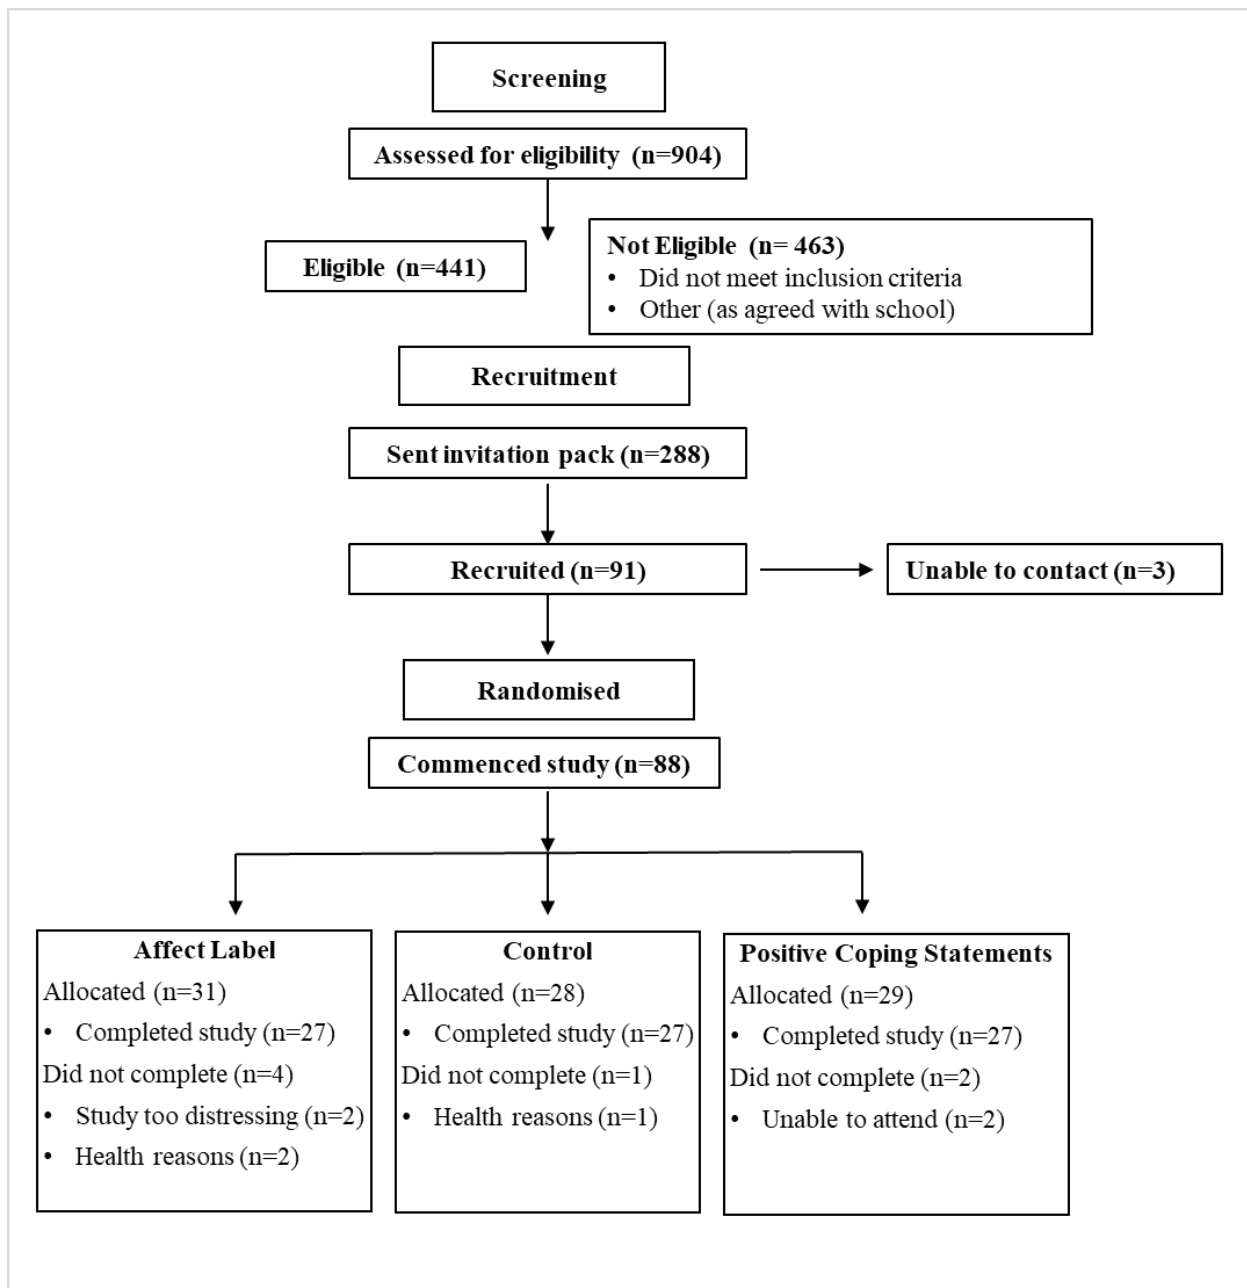 Screening
Assessed for eligibility (n=904)
Eligible (n=441)
Not Eligible (n= 463)
• Did not meet inclusion criteria
• Other (as agreed with school)
Recruitment
Sent invitation pack (n=288)
Recruited (n=91)
Unable to contact (n=3)
Randomised
Commenced study (n=88)
Affect Label
Allocated (n=31)
• Completed study (n=27)
Did not complete (n=4)
• Study too distressing (n=2)
• Health reasons (n=2)
Control
Allocated (n=28)
• Completed study (n=27)
Did not complete (n=1)
• Health reasons (n=1)
Positive Coping Statements
Allocated (n=29)
• Completed study (n=27)
Did not complete (n=2)
• Unable to attend (n=2)